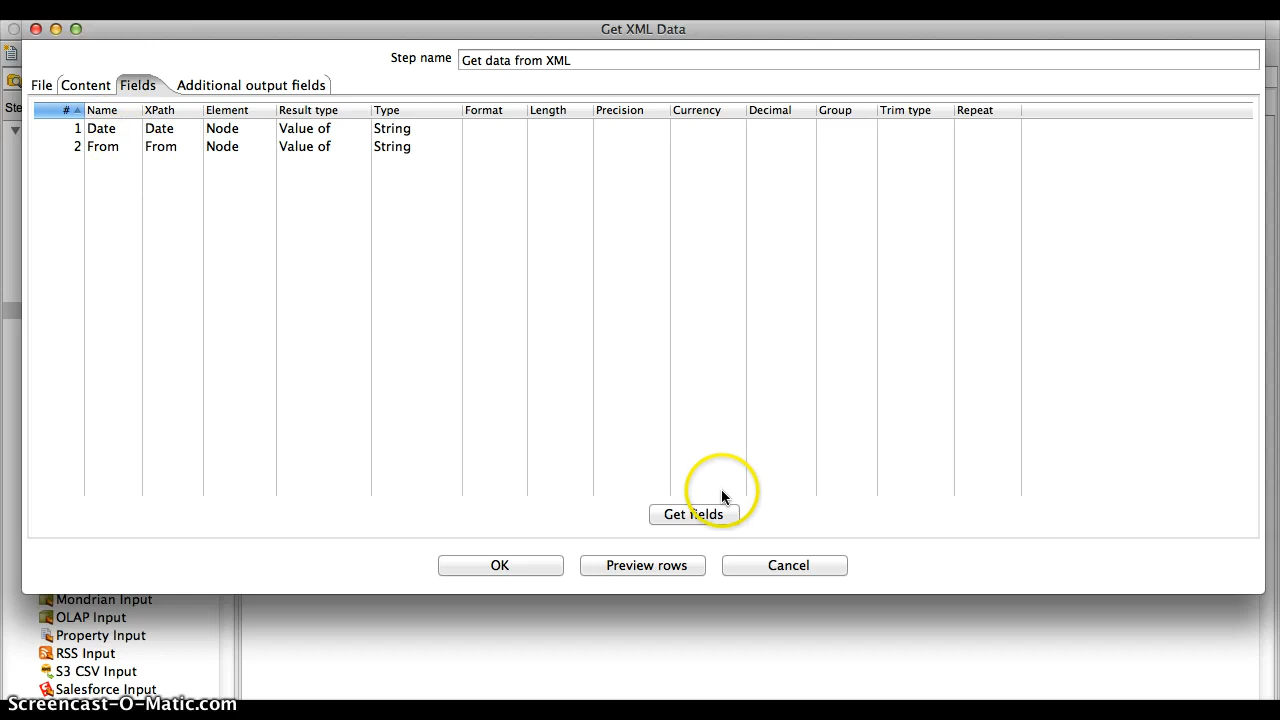 Get XML Data
Step name Get data from XML
File Content Fields Additional output fields
Ste
# Name XPath Element Result type Type Format Length Precision Currency Decimal Group Trim type Repeat
1 Date Date Node Value of String
2 From From Node Value of String
Get fields
OK Preview rows Cancel
Mondrian Input
OLAP Input
Property Input
RSS Input
S3 CSV Input
Salesforce Input
Screencast-O-Matic.com